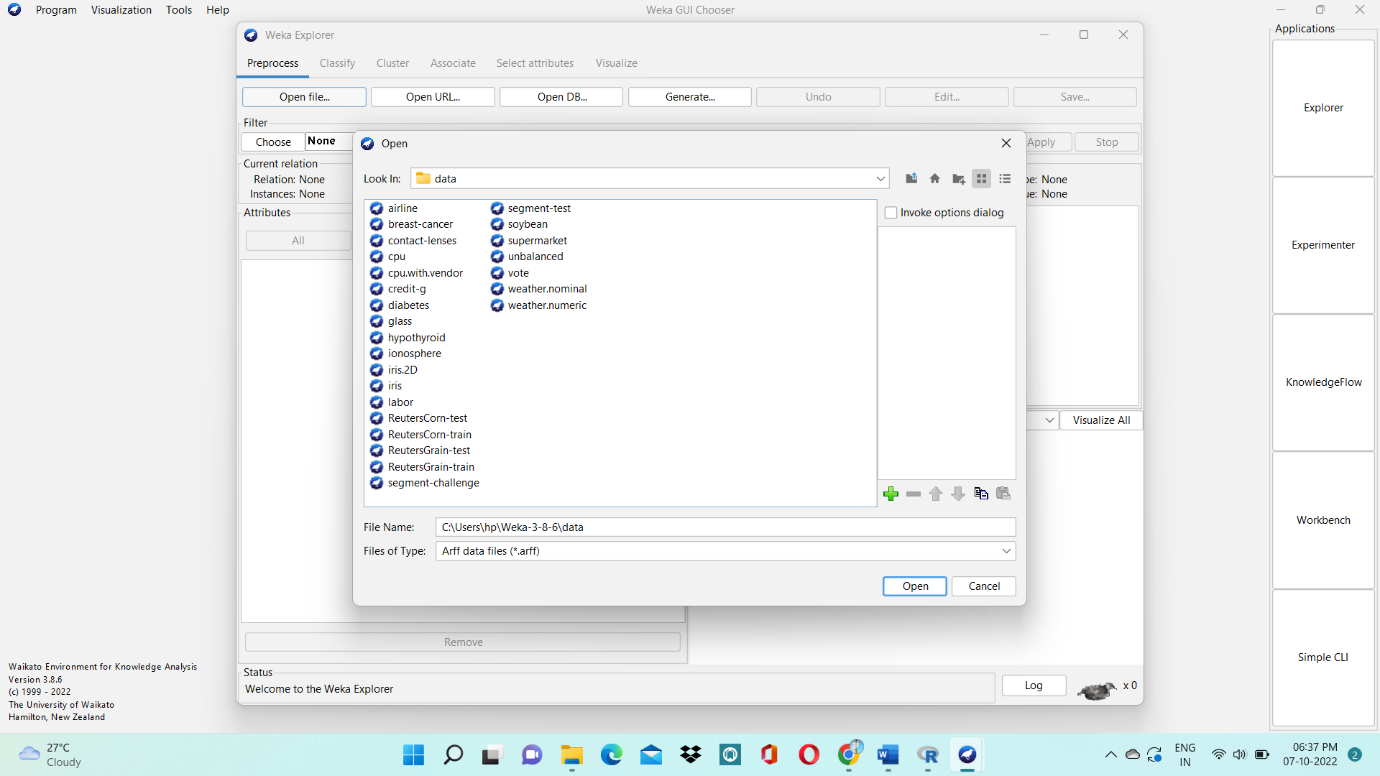 Program Visualization Tools Help
Weka GUI Chooser
Applications
Weka Explorer
Preprocess Classify Cluster Associate Select attributes Visualize
Open file... Open URL... Open DB... Generate... Undo Edit... Save...
Filter
Choose None
Apply Stop
Current relation
Relation: None
Instances: None
pe: None
ue: None
Attributes
All
Open
Look In: data
Invoke options dialog
airline
breast-cancer
contact-lenses
cpu
cpu.with.vendor
credit-g
diabetes
glass
hypothyroid
ionosphere
iris.2D
iris
labor
ReutersCorn-test
ReutersCorn-train
ReutersGrain-test
ReutersGrain-train
segment-challenge
segment-test
soybean
supermarket
unbalanced
vote
weather.nominal
weather.numeric
File Name: C:\Users\hp\Weka-3-8-6\data
Files of Type: Arff data files (*.arff)
Open Cancel
Visualize All
Remove
Status
Welcome to the Weka Explorer
Log x 0
Explorer
Experimenter
KnowledgeFlow
Workbench
Simple CLI
Waikato Environment for Knowledge Analysis
Version 3.8.6
(c) 1999 - 2022
The University of Waikato
Hamilton, New Zealand
27°C
Cloudy
ENG
IN
06:37 PM
07-10-2022
2